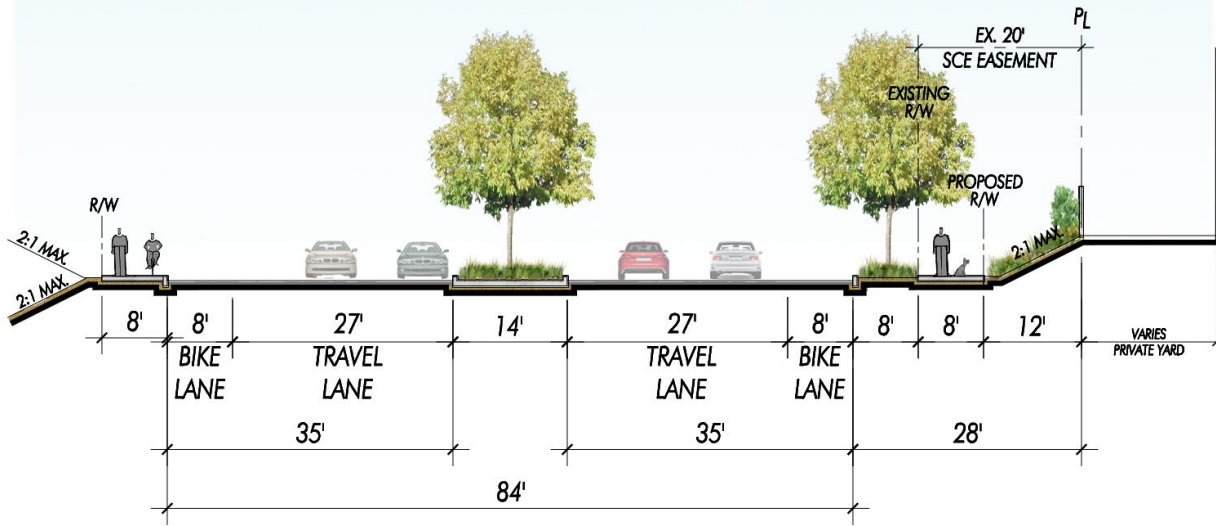 PL
EX. 20'
SCE EASEMENT
EXISTING
R/W
PROPOSED
R/W
R/W
2:1 MAX.
2:1 MAX.
2:1 MAX.
8' 8' 27' 14' 27' 8' 8' 8' 12'
BIKE
LANE
TRAVEL
LANE
TRAVEL
LANE
BIKE
LANE
VARIES
PRIVATE YARD
35' 35' 28'
84'